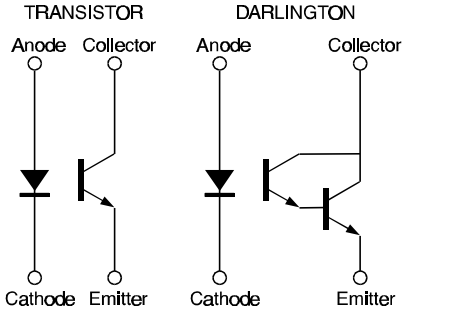 TRANSISTOR DARLINGTON
Anode Collector Anode Collector
Cathode Emitter Cathode Emitter